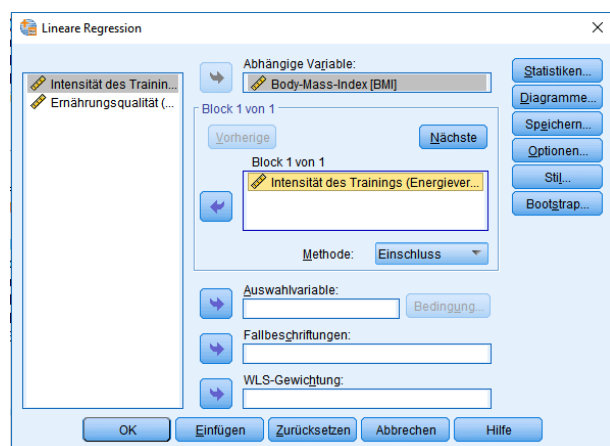 Lineare Regression
Abhängige Variable:
Body-Mass-Index [BMI]
Intensität des Trainin...
Ernährungsqualität (...
Block 1 von 1
Vorherige
Nächste
Block 1 von 1
Intensität des Trainings (Energiever...
Methode:
Einschluss
Auswahlvariable:
Bedingung...
Fallbeschriftungen:
WLS-Gewichtung:
Statistiken...
Diagramme...
Speichern...
Optionen...
Stil...
Bootstrap...
OK
Einfügen
Zurücksetzen
Abbrechen
Hilfe